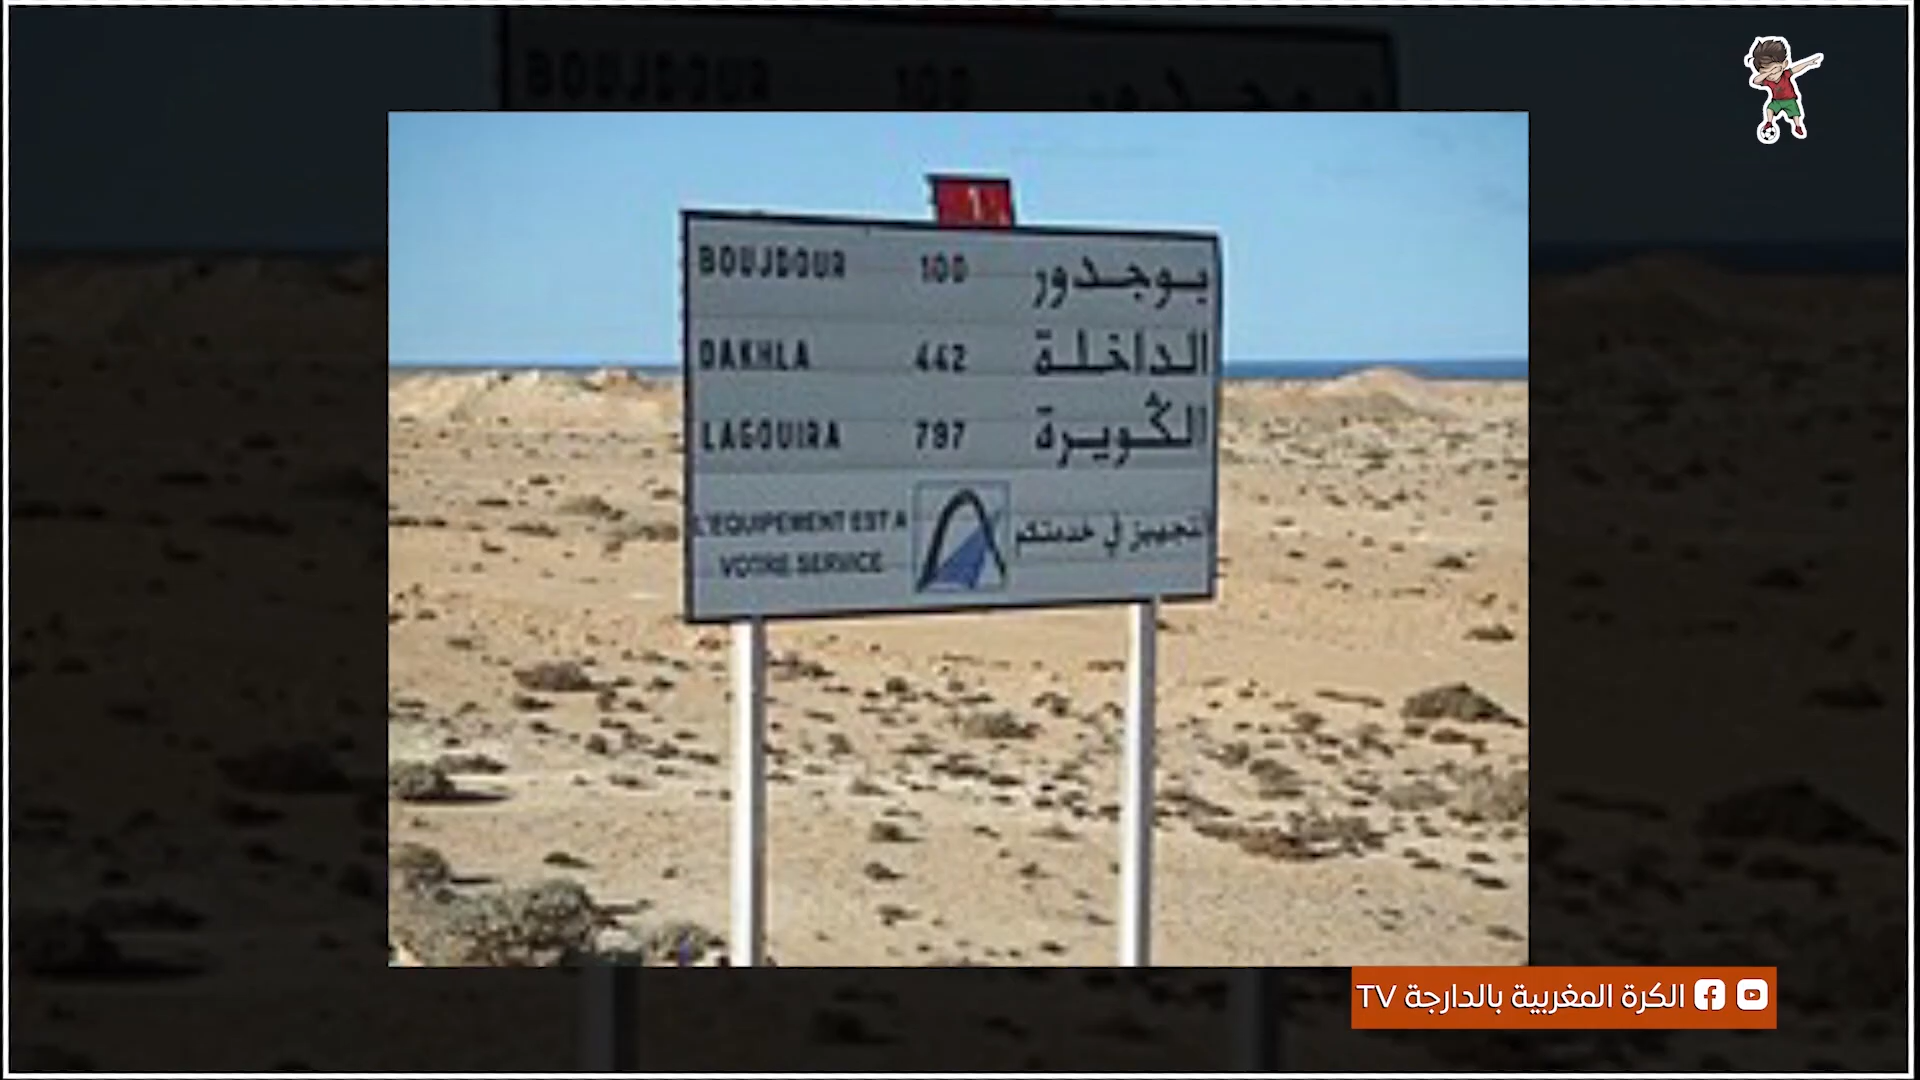 1
BOUJDOUR 100 بوجدور
DAKHLA 442 الداخلة
LAGOUIRA 797 الݣويرة
L'EQUIPEMENT EST A
VOTRE SERVICE
التجهيز في خدمتكم
الكرة المغربية بالدارجة TV